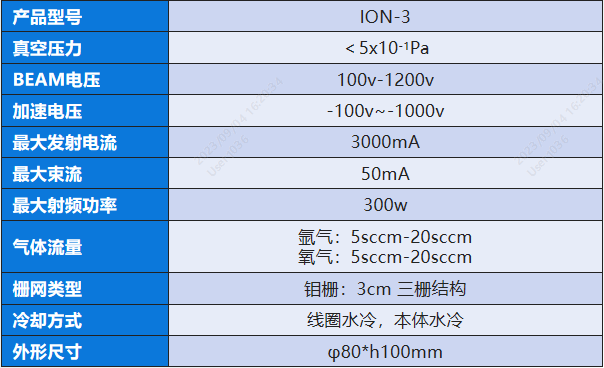 产品型号 ION-3
真空压力 <5x10⁻¹Pa
BEAM电压 100v-1200v
加速电压 -100v~-1000v
最大发射电流 3000mA
最大束流 50mA
最大射频功率 300w
气体流量 氩气：5sccm-20sccm
氧气：5sccm-20sccm
栅网类型 钼栅：3cm 三栅结构
冷却方式 线圈水冷，本体水冷
外形尺寸 φ80*h100mm